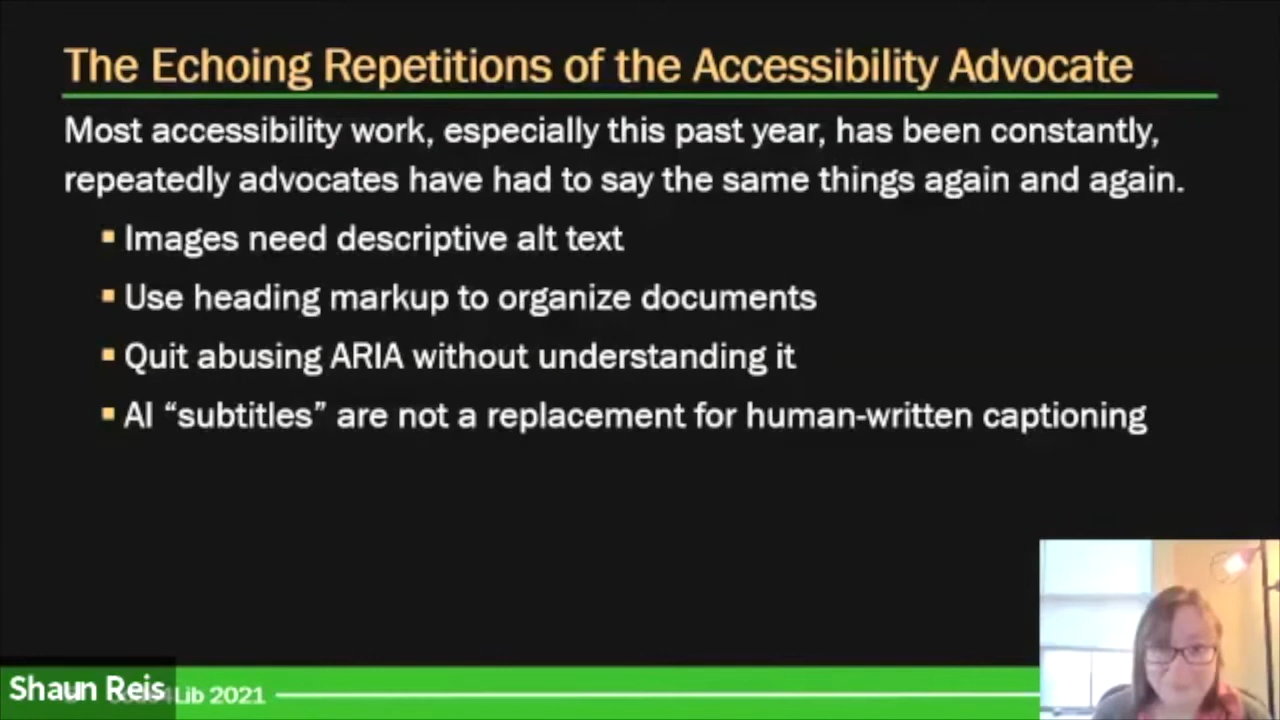 The Echoing Repetitions of the Accessibility Advocate
Most accessibility work, especially this past year, has been constantly,
repeatedly advocates have had to say the same things again and again.
Images need descriptive alt text
Use heading markup to organize documents
Quit abusing ARIA without understanding it
AI “subtitles” are not a replacement for human-written captioning
Shaun Reis
4Lib 2021